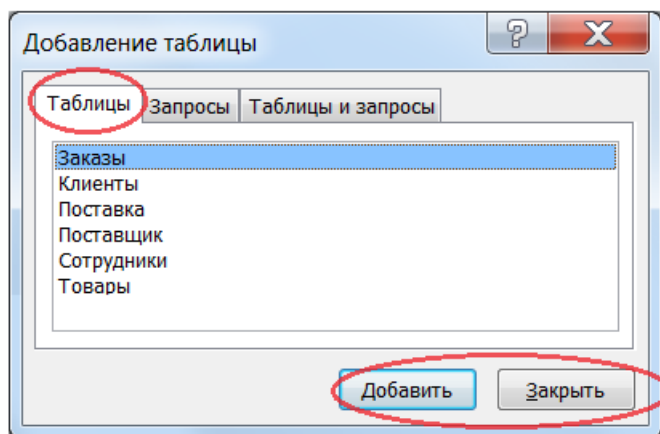 Добавление таблицы
Таблицы Запросы Таблицы и запросы
Заказы
Клиенты
Поставка
Поставщик
Сотрудники
Товары
Добавить Закрыть